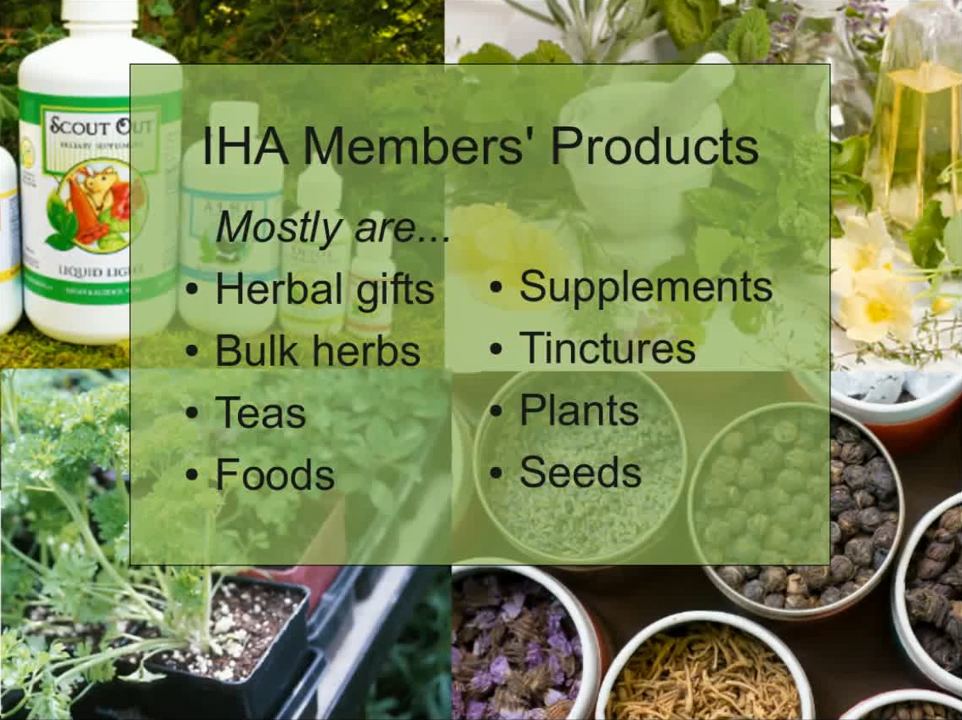 IHA Members' Products
Mostly are...
• Herbal gifts
• Bulk herbs
• Teas
• Foods
• Supplements
• Tinctures
• Plants
• Seeds
SCOUT OUT
LIQUID LIGHT